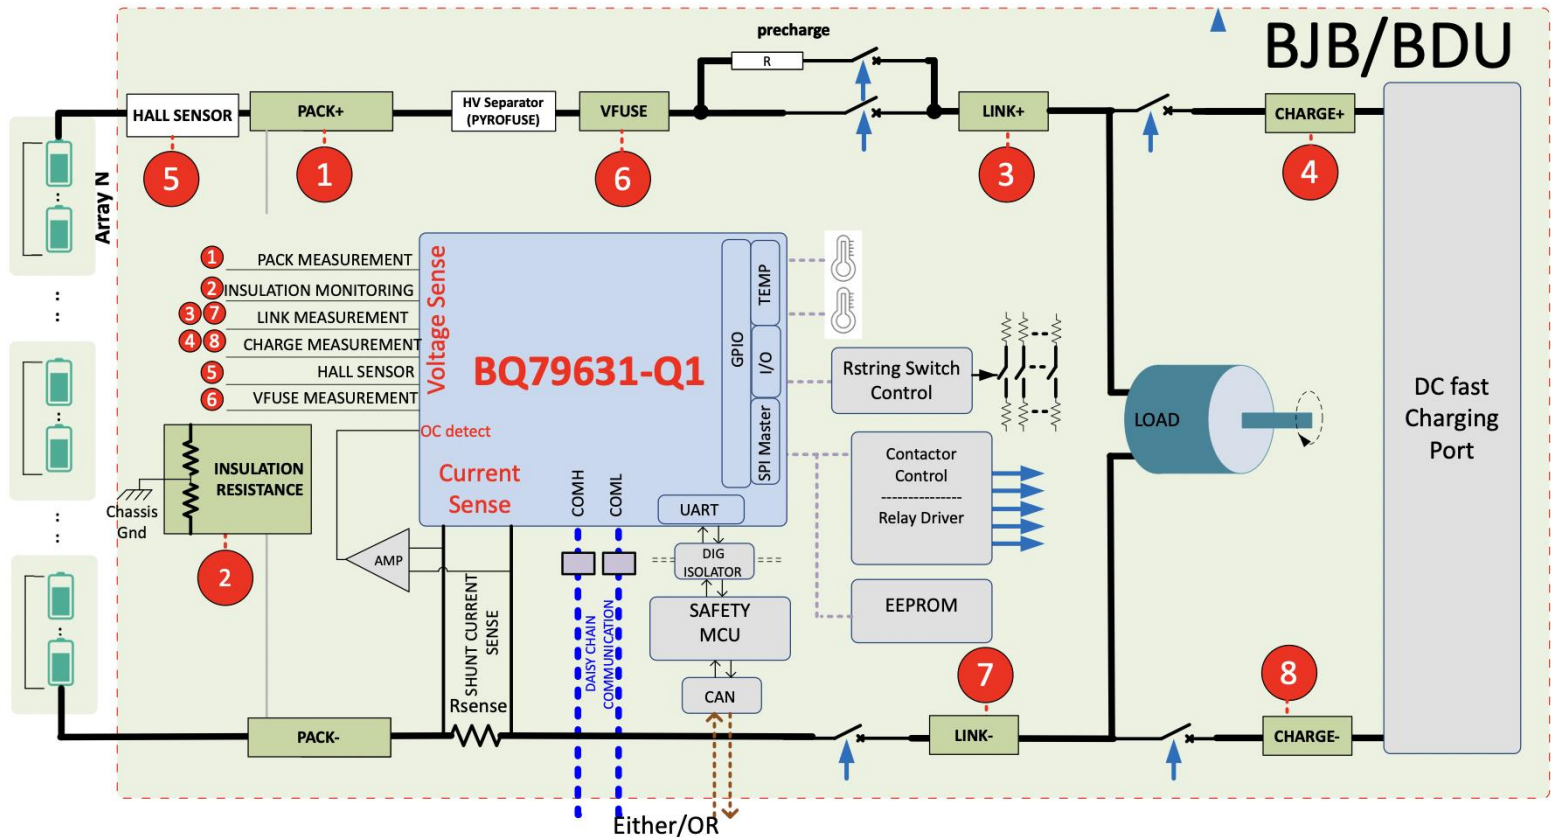 precharge
BJB/BDU
R
HALL SENSOR
PACK+
HV Separator
(PYROFUSE)
VFUSE
LINK+
CHARGE+
5
1
6
3
4
Array N
1 PACK MEASUREMENT
2 INSULATION MONITORING
3 7 LINK MEASUREMENT
4 8 CHARGE MEASUREMENT
5 HALL SENSOR
6 VFUSE MEASUREMENT
Voltage Sense
BQ79631-Q1
OC detect
Current
Sense
GPIO
TEMP
I/O
SPI Master
COMH
COML
UART
Rstring Switch
Control
Contactor
Control
----------------
Relay Driver
EEPROM
LOAD
DC fast
Charging
Port
INSULATION
RESISTANCE
Chassis
Gnd
2
AMP
DIG
ISOLATOR
SAFETY
MCU
CAN
SHUNT CURRENT
SENSE
Rsense
DAISY CHAIN
COMMUNICATION
7
8
PACK-
LINK-
CHARGE-
Either/OR